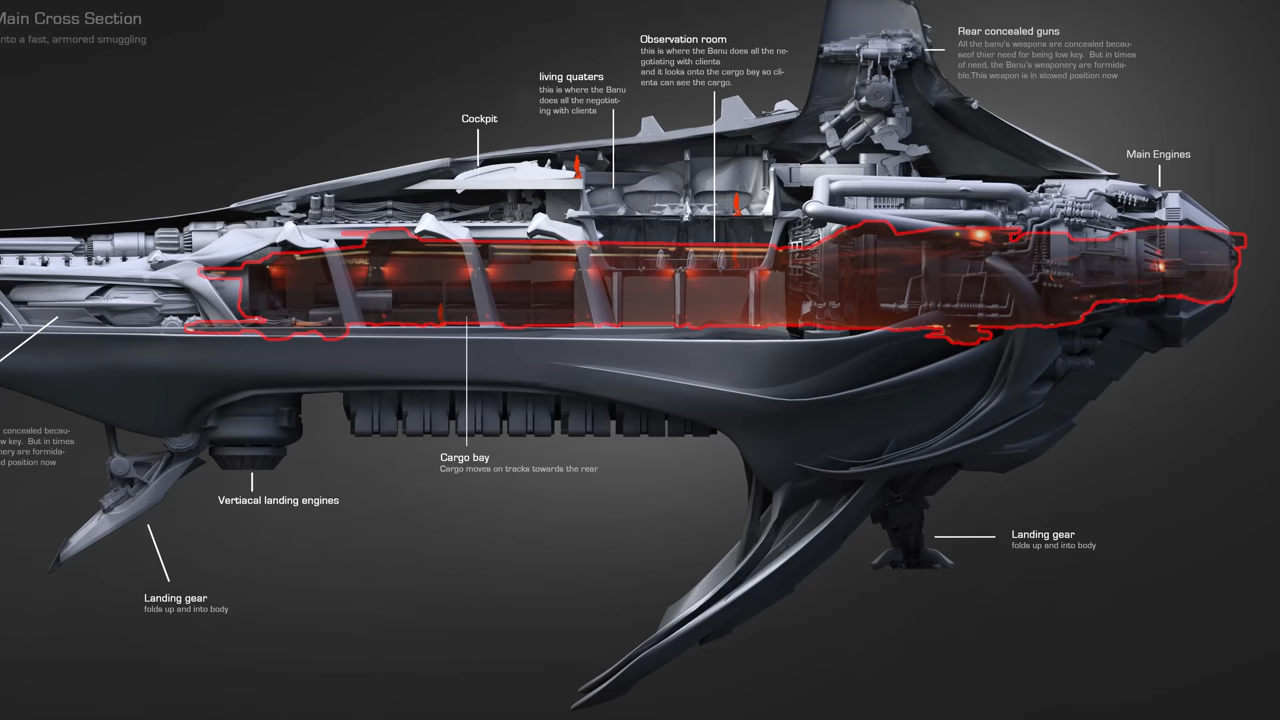 Main Cross Section
nto a fast, armored smuggling
Rear concealed guns
All the banu's weapons are concealed becau-
seof thier need for being low key. But in times
of need, the Banu's weaponery are formida-
ble.This weapon is in stowed position now
Observation room
this is where the Banu does all the ne-
gotiating with clients
and it looks onto the cargo bay so cli-
ents can see the cargo.
living quaters
this is where the Banu
does all the negotiat-
ing with clients
Cockpit
Main Engines
concealed becau-
w key. But in times
nery are formida-
d position now
Cargo bay
Cargo moves on tracks towards the rear
Vertiacal landing engines
Landing gear
folds up and into body
Landing gear
folds up and into body